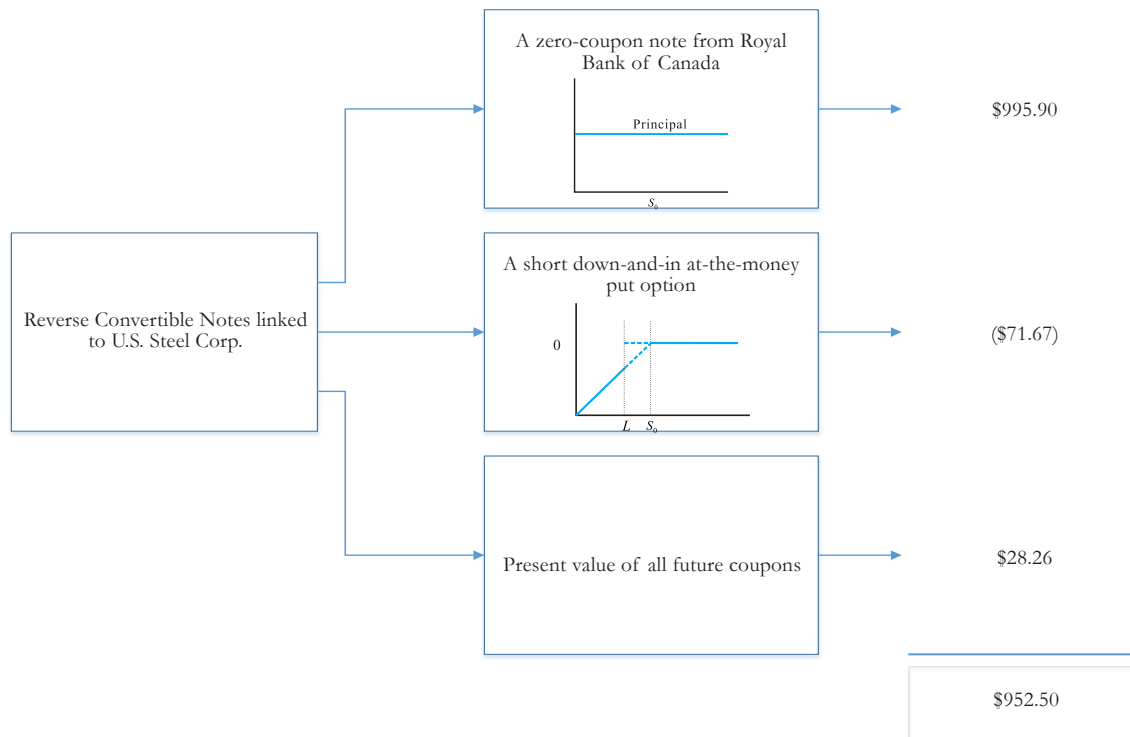 A zero-coupon note from Royal
Bank of Canada
Principal
S₀
$995.90
Reverse Convertible Notes linked
to U.S. Steel Corp.
A short down-and-in at-the-money
put option
0
L S₀
($71.67)
Present value of all future coupons
$28.26
$952.50